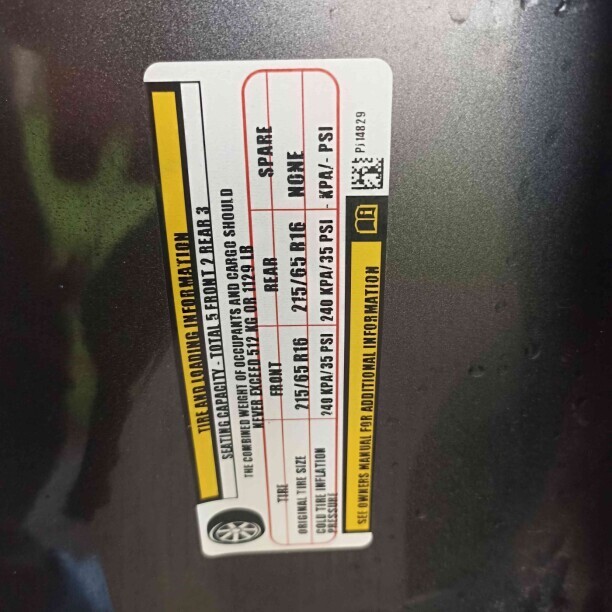 TIRE AND LOADING INFORMATION
SEATING CAPACITY - TOTAL 5 FRONT 2 REAR 3
THE COMBINED WEIGHT OF OCCUPANTS AND CARGO SHOULD
NEVER EXCEED 512 KG OR 1129 LB
TIRE FRONT REAR SPARE
ORIGINAL TIRE SIZE 215/65 R16 215/65 R16 NONE
COLD TIRE INFLATION PRESSURE 240 KPA/35 PSI 240 KPA/35 PSI - KPA/- PSI
SEE OWNERS MANUAL FOR ADDITIONAL INFORMATION